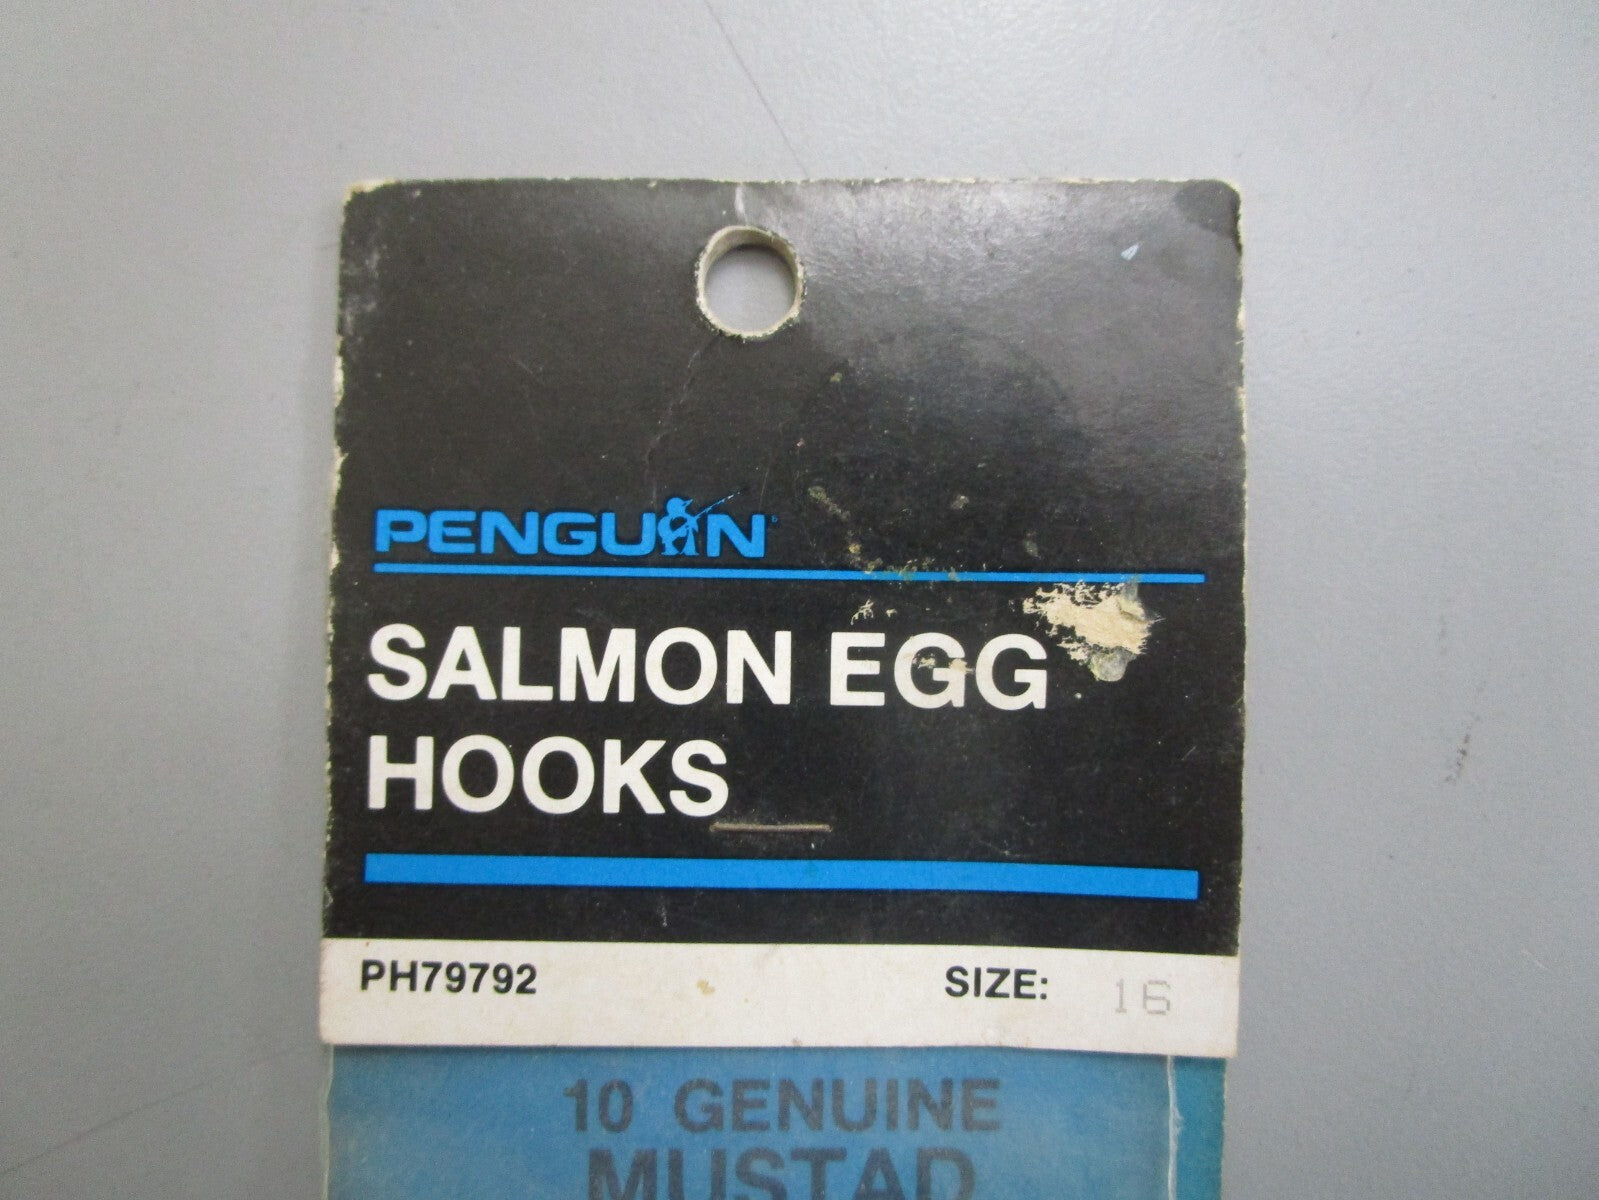 PENGUIN
SALMON EGG
HOOKS
PH79792 SIZE: 16
10 GENUINE
MUSTAD